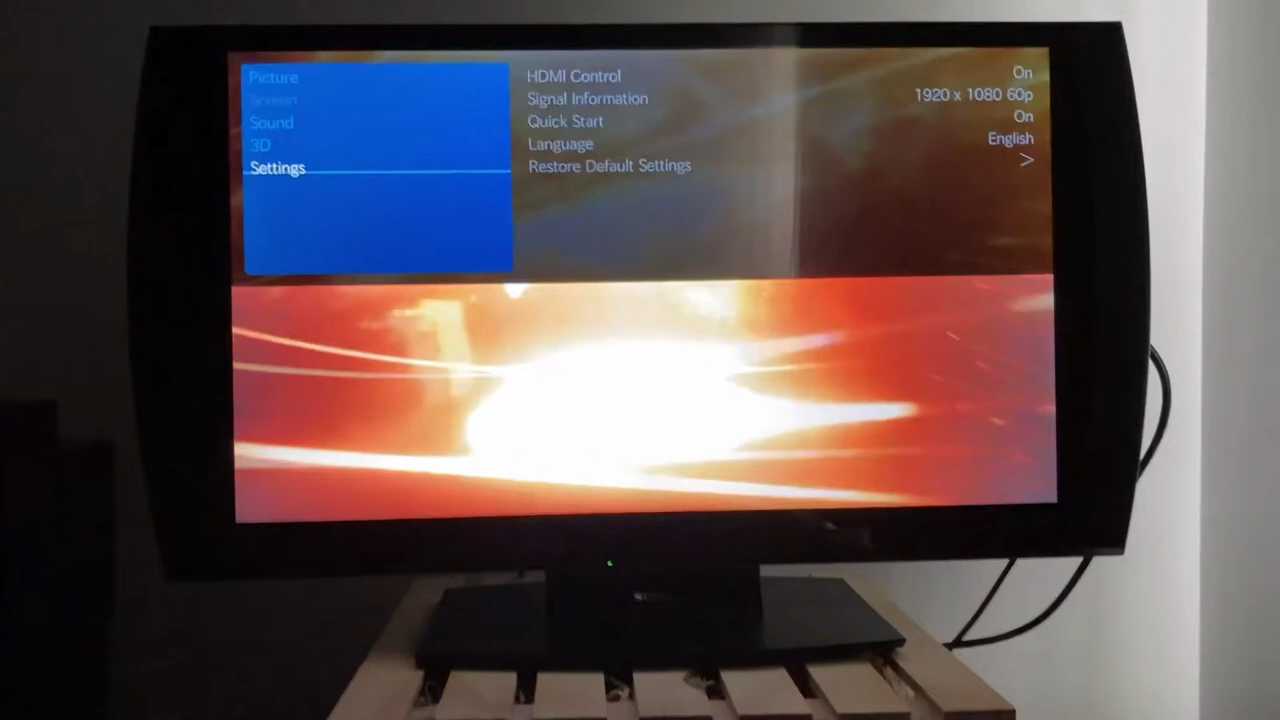 Picture
Screen
Sound
3D
Settings
HDMI Control On
Signal Information 1920 x 1080 60p
Quick Start On
Language English
Restore Default Settings >